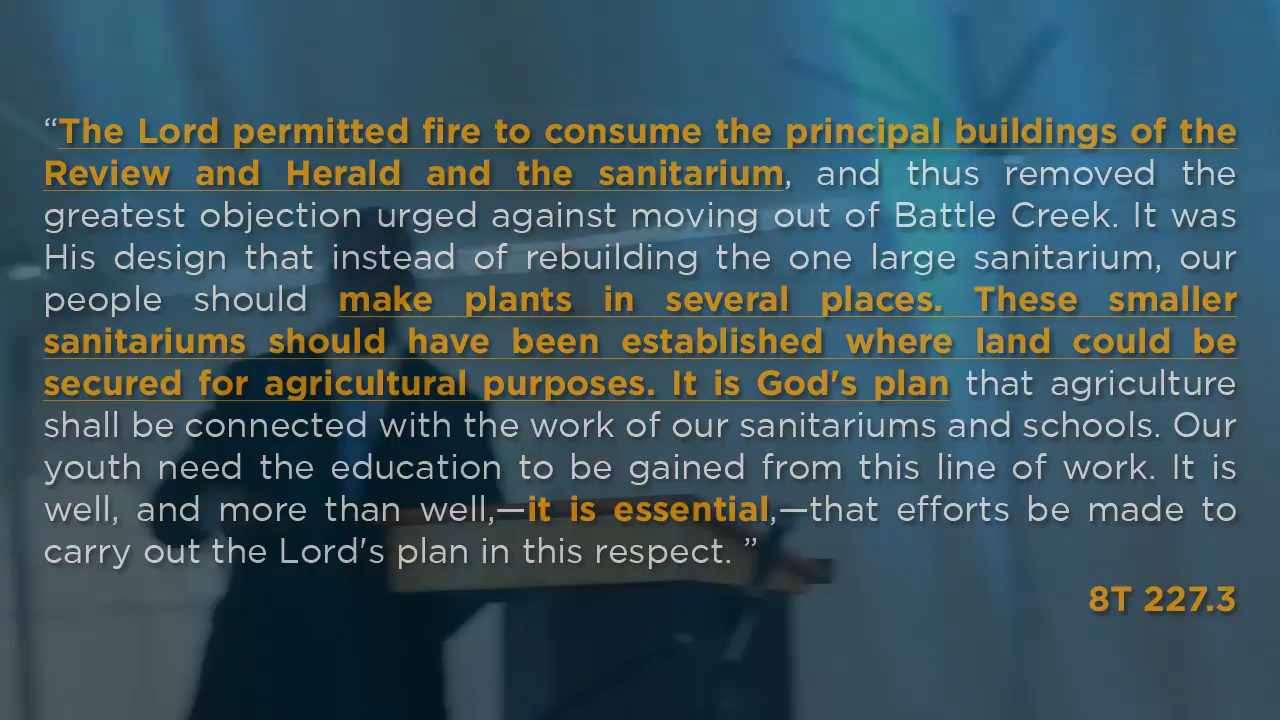 “The Lord permitted fire to consume the principal buildings of the
Review and Herald and the sanitarium, and thus removed the
greatest objection urged against moving out of Battle Creek. It was
His design that instead of rebuilding the one large sanitarium, our
people should make plants in several places. These smaller
sanitariums should have been established where land could be
secured for agricultural purposes. It is God's plan that agriculture
shall be connected with the work of our sanitariums and schools. Our
youth need the education to be gained from this line of work. It is
well, and more than well,—it is essential,—that efforts be made to
carry out the Lord's plan in this respect. ”
8T 227.3